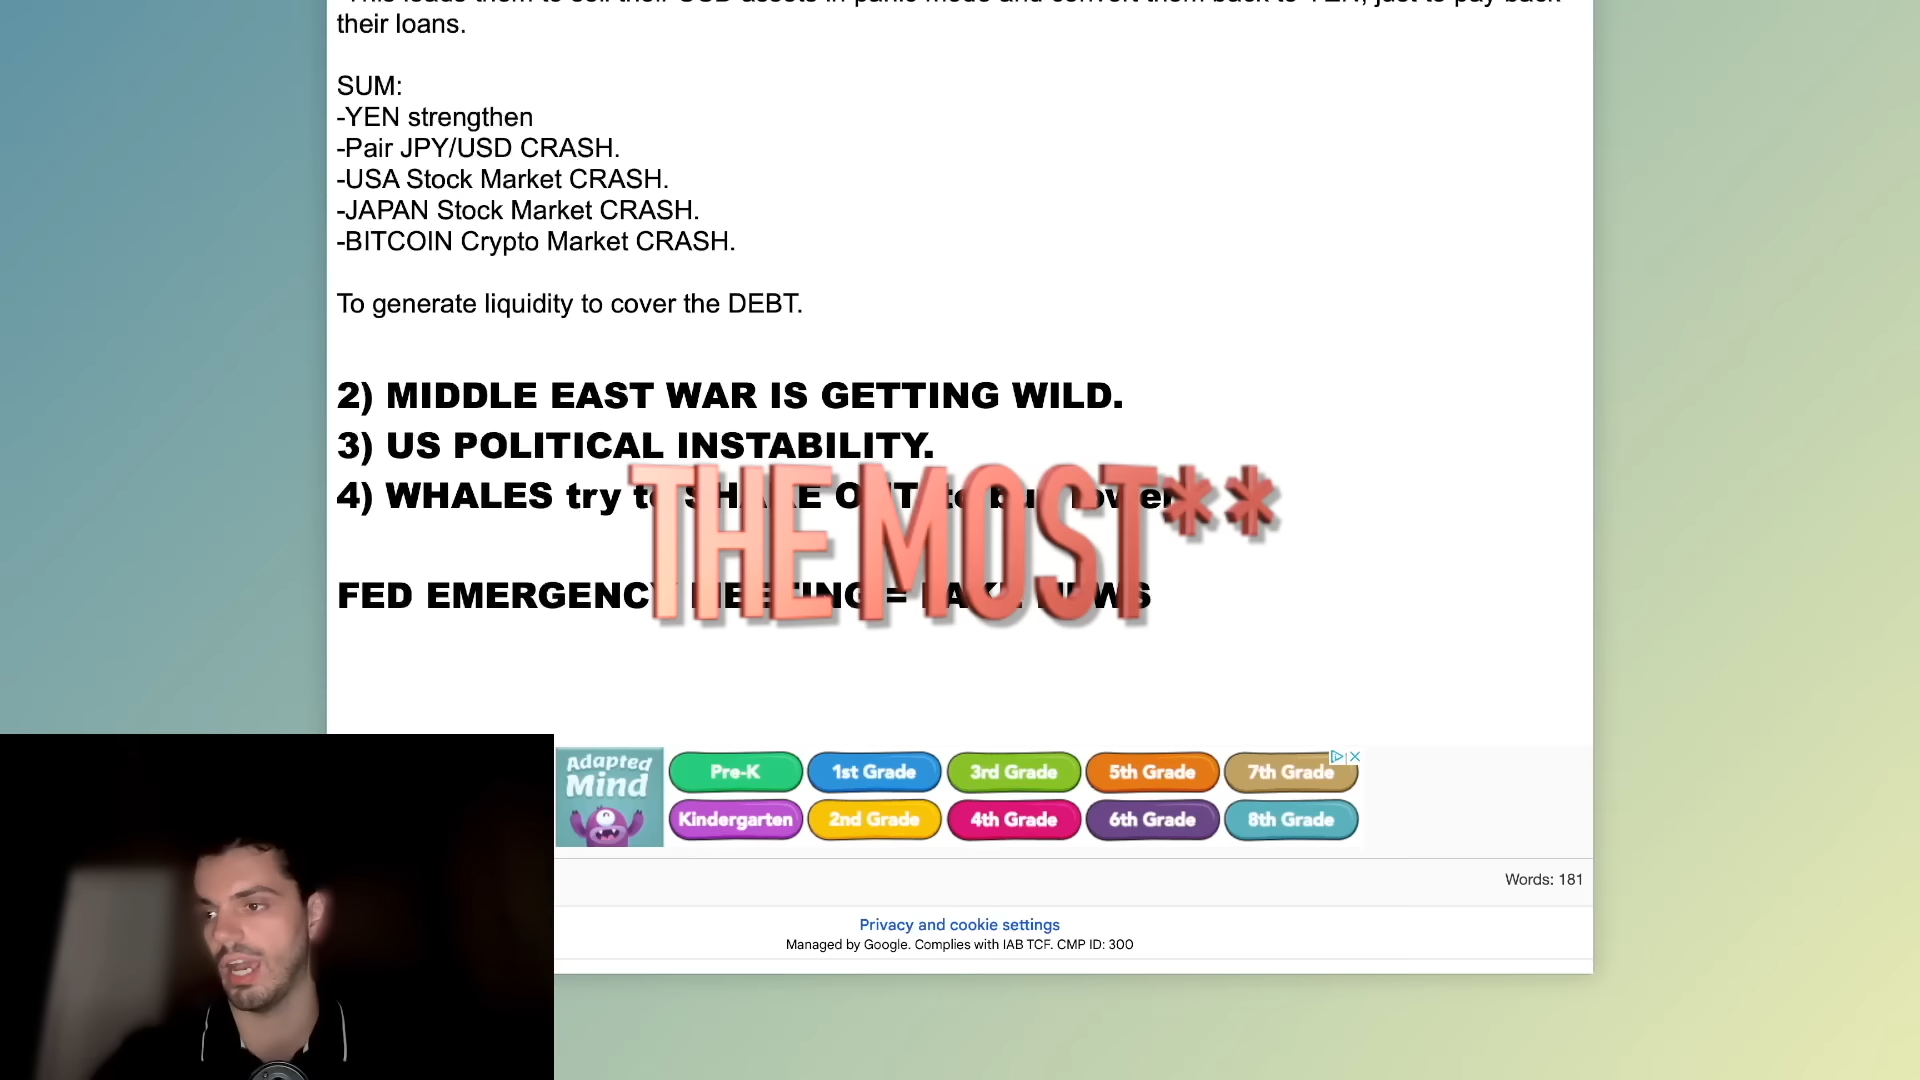 their loans.
SUM:
-YEN strengthen
-Pair JPY/USD CRASH.
-USA Stock Market CRASH.
-JAPAN Stock Market CRASH.
-BITCOIN Crypto Market CRASH.
To generate liquidity to cover the DEBT.
2) MIDDLE EAST WAR IS GETTING WILD.
3) US POLITICAL INSTABILITY.
4) WHALES try
THE MOST**
FED EMERGENCY = NEWS
Adapted Mind
Pre-K 1st Grade 3rd Grade 5th Grade 7th Grade
Kindergarten 2nd Grade 4th Grade 6th Grade 8th Grade
Words: 181
Privacy and cookie settings
Managed by Google. Complies with IAB TCF. CMP ID: 300